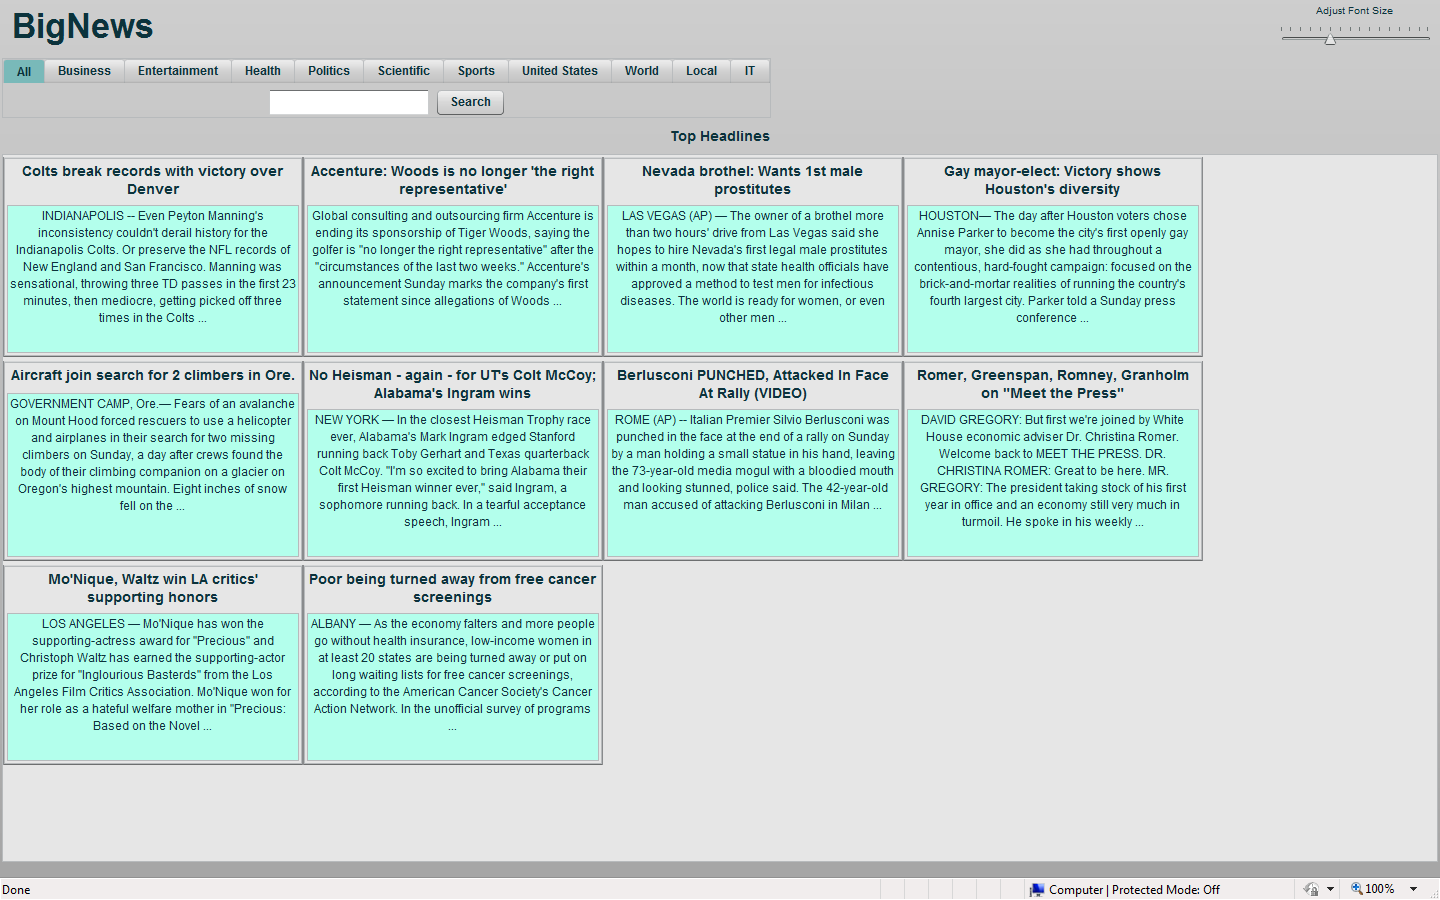 BigNews
Adjust Font Size
All Business Entertainment Health Politics Scientific Sports United States World Local IT
Search
Top Headlines
Colts break records with victory over
Denver
INDIANAPOLIS -- Even Peyton Manning's
inconsistency couldn't derail history for the
Indianapolis Colts. Or preserve the NFL records of
New England and San Francisco. Manning was
sensational, throwing three TD passes in the first 23
minutes, then mediocre, getting picked off three
times in the Colts ...
Accenture: Woods is no longer 'the right
representative'
Global consulting and outsourcing firm Accenture is
ending its sponsorship of Tiger Woods, saying the
golfer is "no longer the right representative" after the
"circumstances of the last two weeks." Accenture's
announcement Sunday marks the company's first
statement since allegations of Woods ...
Nevada brothel: Wants 1st male
prostitutes
LAS VEGAS (AP) — The owner of a brothel more
than two hours' drive from Las Vegas said she
hopes to hire Nevada's first legal male prostitutes
within a month, now that state health officials have
approved a method to test men for infectious
diseases. The world is ready for women, or even
other men ...
Gay mayor-elect: Victory shows
Houston's diversity
HOUSTON— The day after Houston voters chose
Annise Parker to become the city's first openly gay
mayor, she did as she had throughout a
contentious, hard-fought campaign: focused on the
brick-and-mortar realities of running the country's
fourth largest city. Parker told a Sunday press
conference ...
Aircraft join search for 2 climbers in Ore.
GOVERNMENT CAMP, Ore.— Fears of an avalanche
on Mount Hood forced rescuers to use a helicopter
and airplanes in their search for two missing
climbers on Sunday, a day after crews found the
body of their climbing companion on a glacier on
Oregon's highest mountain. Eight inches of snow
fell on the ...
No Heisman - again - for UT's Colt McCoy;
Alabama's Ingram wins
NEW YORK — In the closest Heisman Trophy race
ever, Alabama's Mark Ingram edged Stanford
running back Toby Gerhart and Texas quarterback
Colt McCoy. "I'm so excited to bring Alabama their
first Heisman winner ever," said Ingram, a
sophomore running back. In a tearful acceptance
speech, Ingram ...
Berlusconi PUNCHED, Attacked In Face
At Rally (VIDEO)
ROME (AP) -- Italian Premier Silvio Berlusconi was
punched in the face at the end of a rally on Sunday
by a man holding a small statue in his hand, leaving
the 73-year-old media mogul with a bloodied mouth
and looking stunned, police said. The 42-year-old
man accused of attacking Berlusconi in Milan ...
Romer, Greenspan, Romney, Granholm
on "Meet the Press"
DAVID GREGORY: But first we're joined by White
House economic adviser Dr. Christina Romer.
Welcome back to MEET THE PRESS. DR.
CHRISTINA ROMER: Great to be here. MR.
GREGORY: The president taking stock of his first
year in office and an economy still very much in
turmoil. He spoke in his weekly ...
Mo'Nique, Waltz win LA critics'
supporting honors
LOS ANGELES — Mo'Nique has won the
supporting-actress award for "Precious" and
Christoph Waltz has earned the supporting-actor
prize for "Inglourious Basterds" from the Los
Angeles Film Critics Association. Mo'Nique won for
her role as a hateful welfare mother in "Precious:
Based on the Novel ...
Poor being turned away from free cancer
screenings
ALBANY — As the economy falters and more people
go without health insurance, low-income women in
at least 20 states are being turned away or put on
long waiting lists for free cancer screenings,
according to the American Cancer Society's Cancer
Action Network. In the unofficial survey of programs
...
Done
Computer | Protected Mode: Off
100%